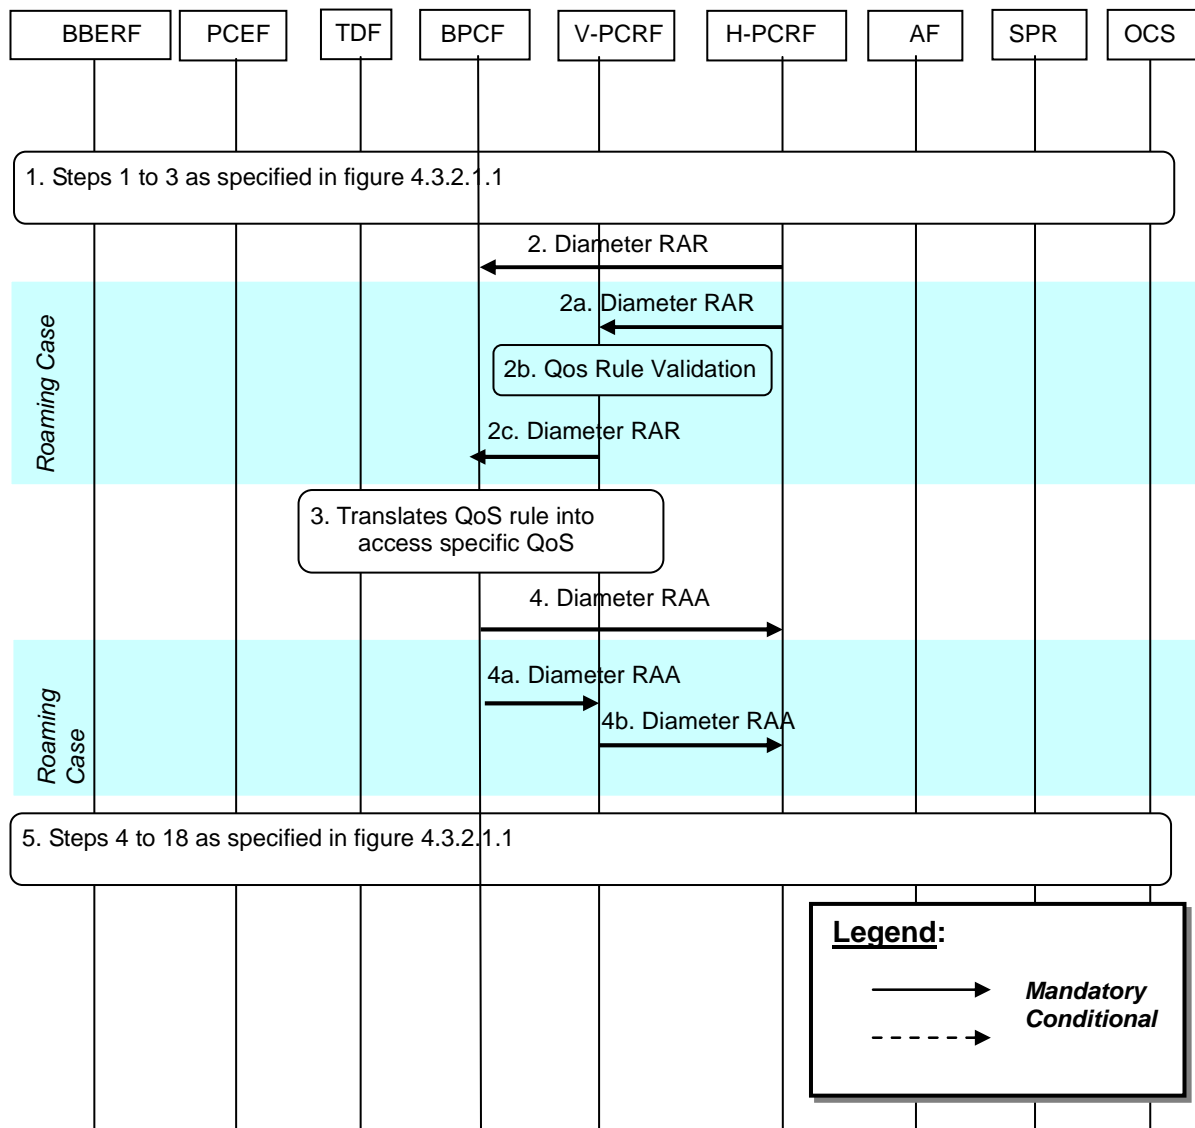 BBERF
PCEF
TDF
BPCF
V-PCRF
H-PCRF
AF
SPR
OCS
1. Steps 1 to 3 as specified in figure 4.3.2.1.1
2. Diameter RAR
Roaming Case
2a. Diameter RAR
2b. Qos Rule Validation
2c. Diameter RAR
3. Translates QoS rule into
access specific QoS
4. Diameter RAA
Roaming
Case
4a. Diameter RAA
4b. Diameter RAA
5. Steps 4 to 18 as specified in figure 4.3.2.1.1
Legend:
Mandatory
Conditional